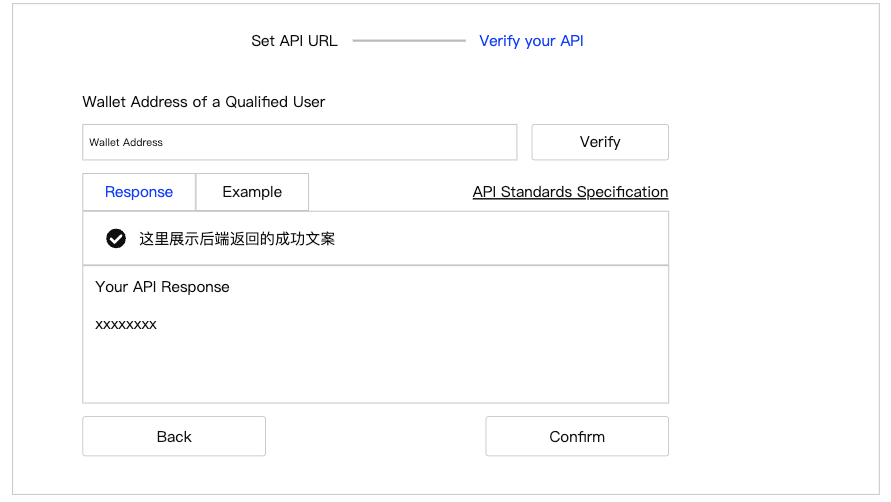 Set API URL Verify your API
Wallet Address of a Qualified User
Wallet Address Verify
Response Example API Standards Specification
这里展示后端返回的成功文案
Your API Response
xxxxxxxx
Back Confirm